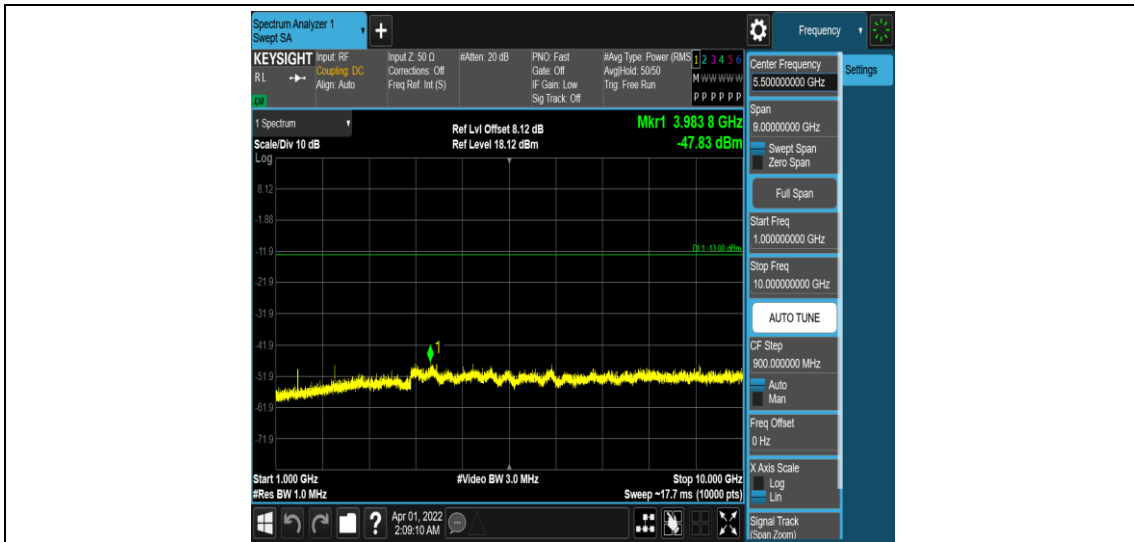 Spectrum Analyzer 1
Swept SA
+
Frequency
KEYSIGHT
RL
LXI
Input: RF
Coupling: DC
Align: Auto
Input Z: 50 Ω
Corrections: Off
Freq Ref: Int (S)
#Atten: 20 dB
PNO: Fast
Gate: Off
IF Gain: Low
Sig Track: Off
#Avg Type: Power (RMS
Avg|Hold: 50/50
Trig: Free Run
1 2 3 4 5 6
M W W W W W
P P P P P P
1 Spectrum
Scale/Div 10 dB
Log
Ref Lvl Offset 8.12 dB
Ref Level 18.12 dBm
Mkr1 3.983 8 GHz
-47.83 dBm
8.12
-1.88
-11.9
DL1 -13.00 dBm
-21.9
-31.9
-41.9
1
-51.9
-61.9
-71.9
Start 1.000 GHz
#Res BW 1.0 MHz
#Video BW 3.0 MHz
Stop 10.000 GHz
Sweep ~17.7 ms (10000 pts)
?
Apr 01, 2022
2:09:10 AM
Center Frequency
5.500000000 GHz
Settings
Span
9.00000000 GHz
Swept Span
Zero Span
Full Span
Start Freq
1.000000000 GHz
Stop Freq
10.000000000 GHz
AUTO TUNE
CF Step
900.000000 MHz
Auto
Man
Freq Offset
0 Hz
X Axis Scale
Log
Lin
Signal Track
(Span Zoom)